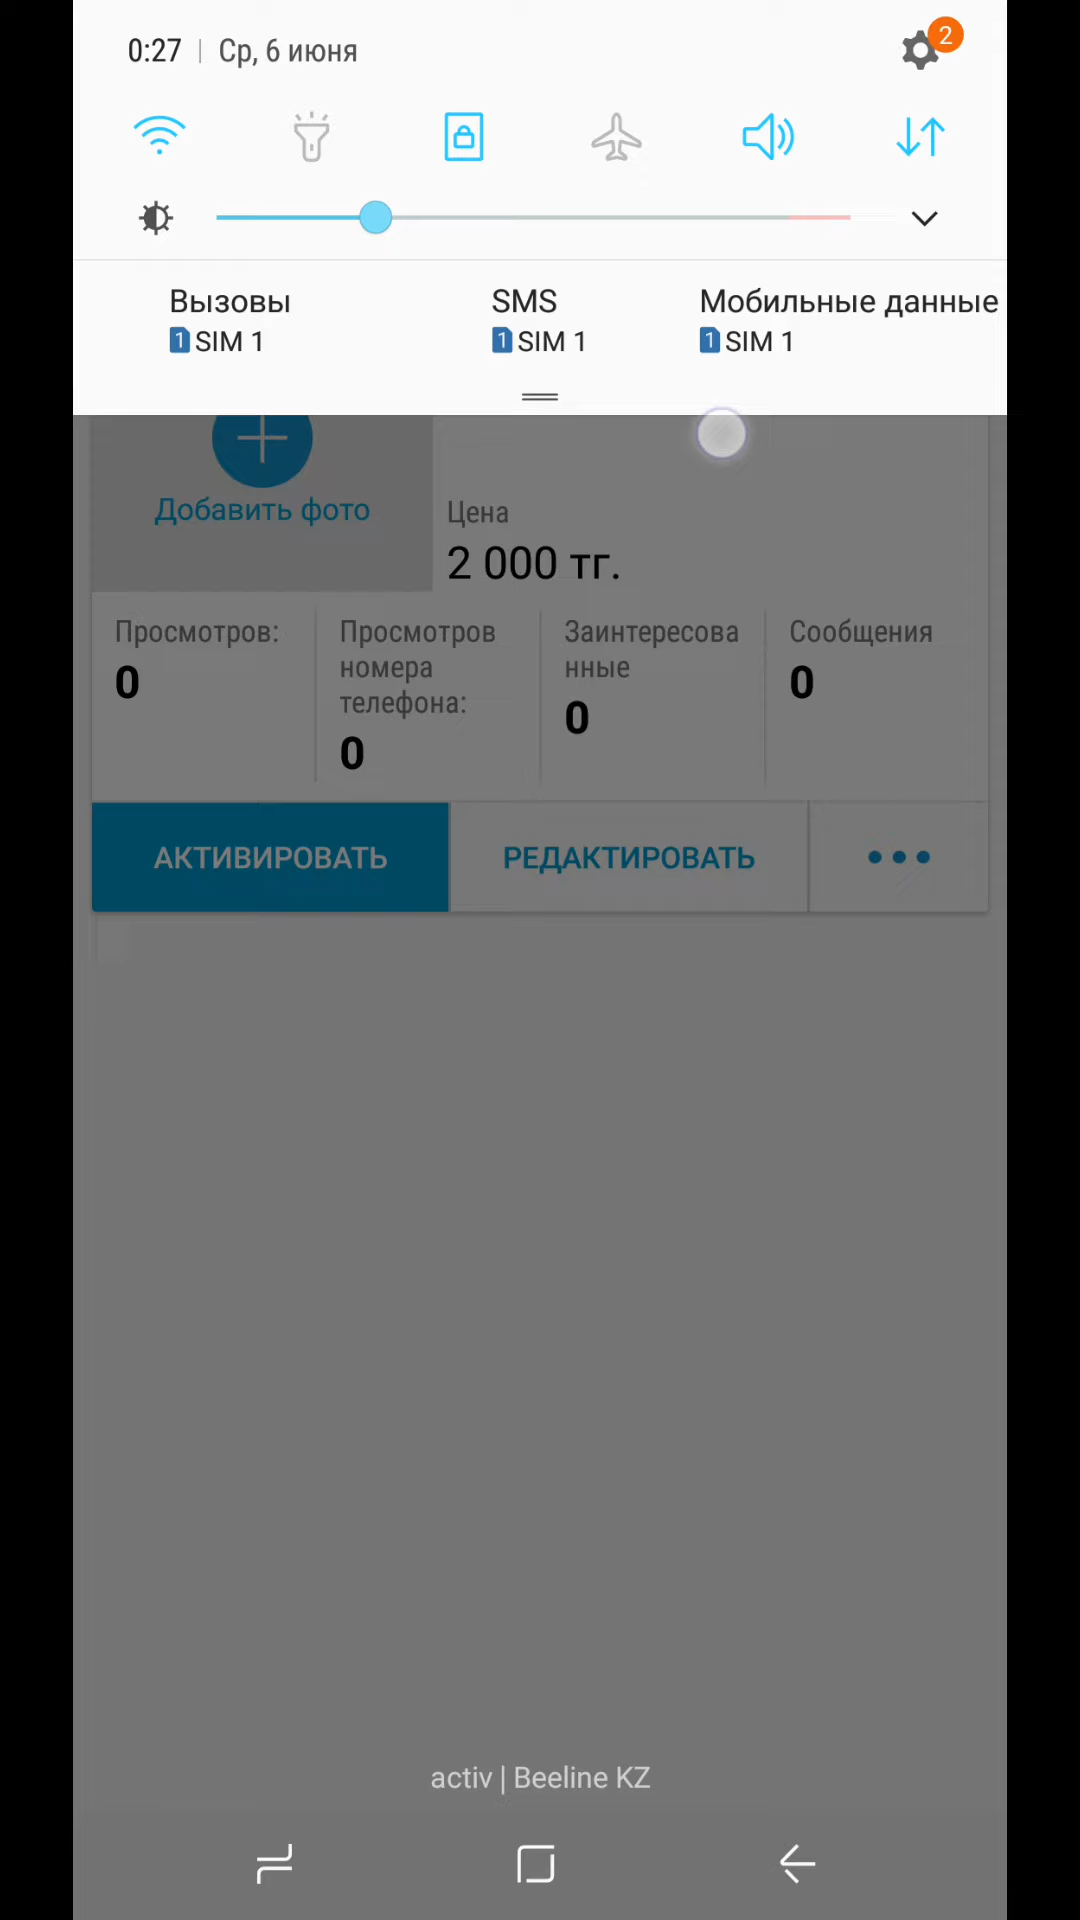 0:27 | Ср, 6 июня
2
Вызовы
1 SIM 1
SMS
1 SIM 1
Мобильные данные
1 SIM 1
Добавить фото
Цена
2 000 тг.
Просмотров:
0
Просмотров
номера
телефона:
0
Заинтересова
нные
0
Сообщения
0
АКТИВИРОВАТЬ
РЕДАКТИРОВАТЬ
activ | Beeline KZ